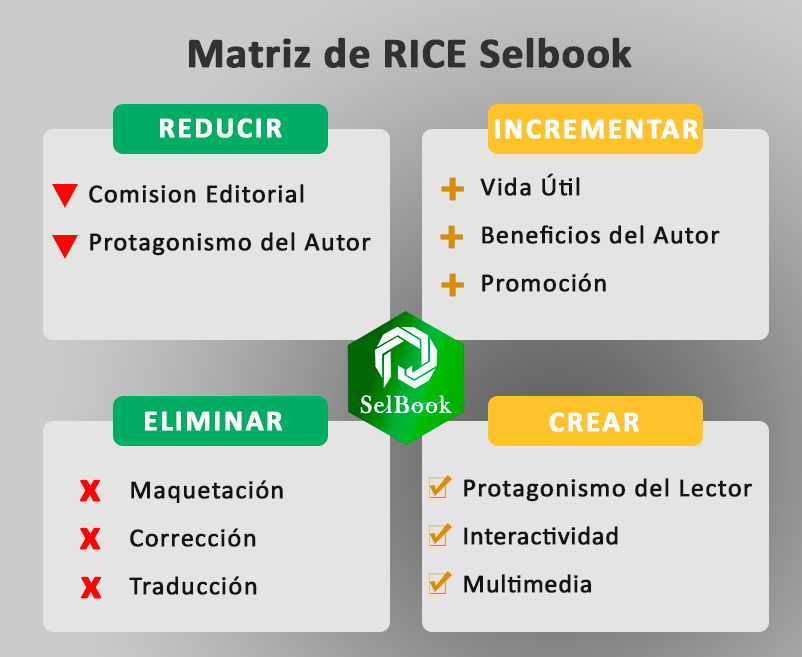 Matriz de RICE Selbook
REDUCIR
Comision Editorial
Protagonismo del Autor
INCREMENTAR
Vida Útil
Beneficios del Autor
Promoción
SelBook
ELIMINAR
X Maquetación
X Corrección
X Traducción
CREAR
Protagonismo del Lector
Interactividad
Multimedia